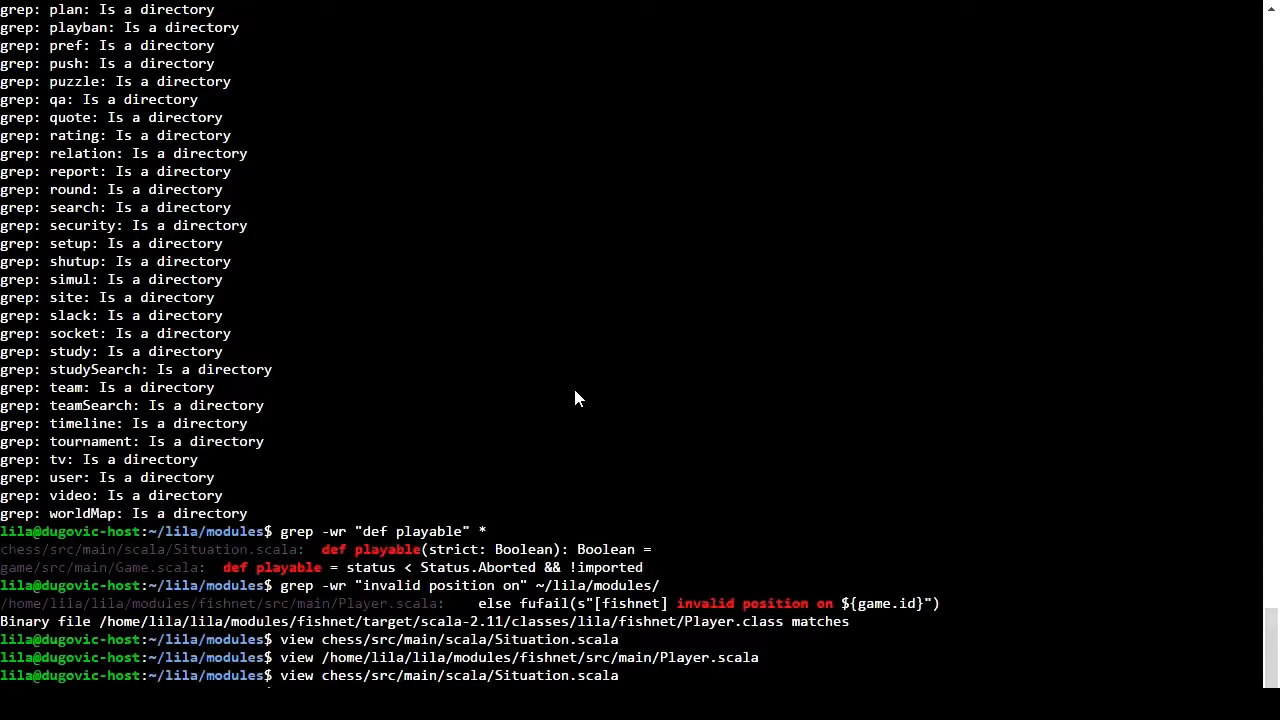 grep: plan: Is a directory
grep: playban: Is a directory
grep: pref: Is a directory
grep: push: Is a directory
grep: puzzle: Is a directory
grep: qa: Is a directory
grep: quote: Is a directory
grep: rating: Is a directory
grep: relation: Is a directory
grep: report: Is a directory
grep: round: Is a directory
grep: search: Is a directory
grep: security: Is a directory
grep: setup: Is a directory
grep: shutup: Is a directory
grep: simul: Is a directory
grep: site: Is a directory
grep: slack: Is a directory
grep: socket: Is a directory
grep: study: Is a directory
grep: studySearch: Is a directory
grep: team: Is a directory
grep: teamSearch: Is a directory
grep: timeline: Is a directory
grep: tournament: Is a directory
grep: tv: Is a directory
grep: user: Is a directory
grep: video: Is a directory
grep: worldMap: Is a directory
lila@dugovic-host:~/lila/modules$ grep -wr "def playable" *
chess/src/main/scala/Situation.scala:  def playable(strict: Boolean): Boolean =
game/src/main/Game.scala:  def playable = status < Status.Aborted && !imported
lila@dugovic-host:~/lila/modules$ grep -wr "invalid position on" ~/lila/modules/
/home/lila/lila/modules/fishnet/src/main/Player.scala:    else fufail(s"[fishnet] invalid position on ${game.id}")
Binary file /home/lila/lila/modules/fishnet/target/scala-2.11/classes/lila/fishnet/Player.class matches
lila@dugovic-host:~/lila/modules$ view chess/src/main/scala/Situation.scala
lila@dugovic-host:~/lila/modules$ view /home/lila/lila/modules/fishnet/src/main/Player.scala
lila@dugovic-host:~/lila/modules$ view chess/src/main/scala/Situation.scala